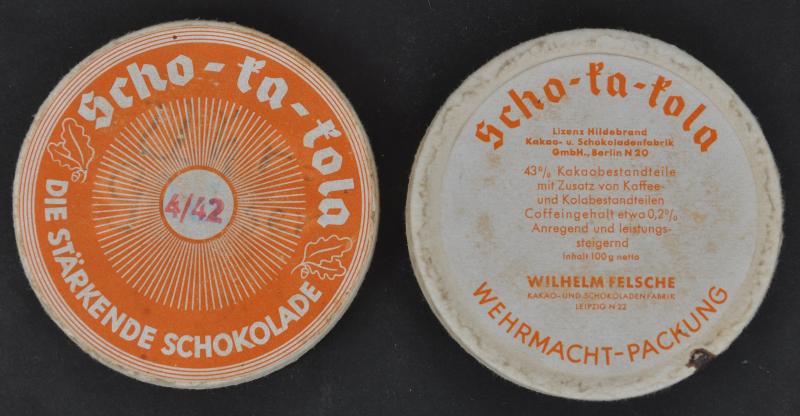 Scho-ka-kola
4/42
DIE STÄRKENDE SCHOKOLADE
Scho-ka-kola
Lizenz Hildebrand
Kakao- u. Schokoladenfabrik
GmbH., Berlin N 20
43% Kakaobestandteile
mit Zusatz von Kaffee-
und Kolabestandteilen
Coffeingehalt etwa 0,2%
Anregend und leistungs-
steigernd
Inhalt 100 g netto
WILHELM FELSCHE
KAKAO- UND SCHOKOLADENFABRIK
LEIPZIG N 22
WEHRMACHT-PACKUNG